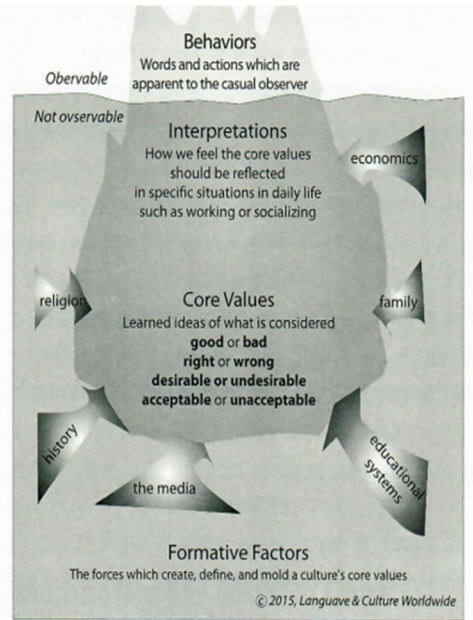 Behaviors
Words and actions which are
apparent to the casual observer
Obervable
Not ovservable
Interpretations
How we feel the core values
should be reflected
in specific situations in daily life
such as working or socializing
economics
religion
family
Core Values
Learned ideas of what is considered
good or bad
right or wrong
desirable or undesirable
acceptable or unacceptable
history
the media
educational
systems
Formative Factors
The forces which create, define, and mold a culture's core values
© 2015, Languave & Culture Worldwide